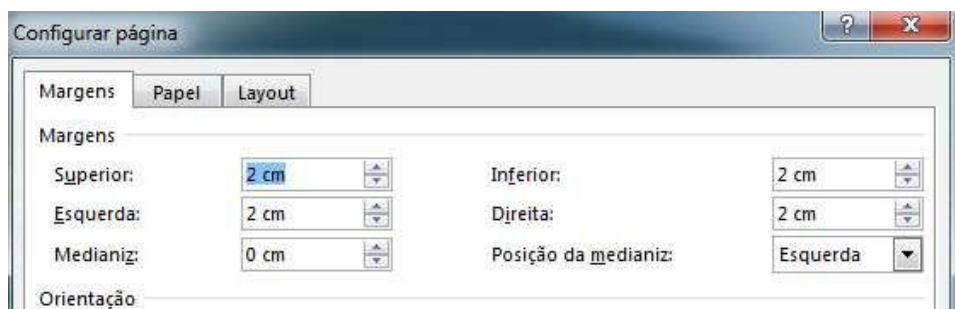 Configurar página
Margens Papel Layout
Margens
Superior: 2 cm Inferior: 2 cm
Esquerda: 2 cm Direita: 2 cm
Medianiz: 0 cm Posição da medianiz: Esquerda
Orientação